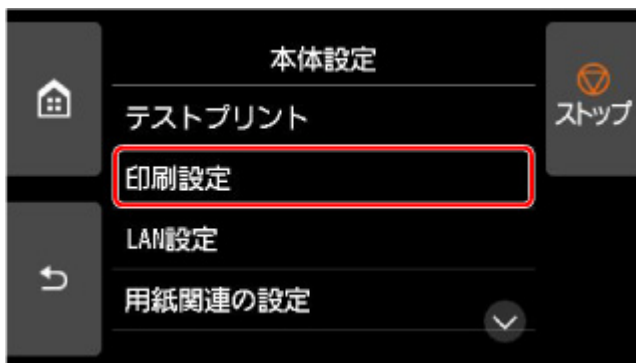 本体設定
ストップ
テストプリント
印刷設定
LAN設定
用紙関連の設定